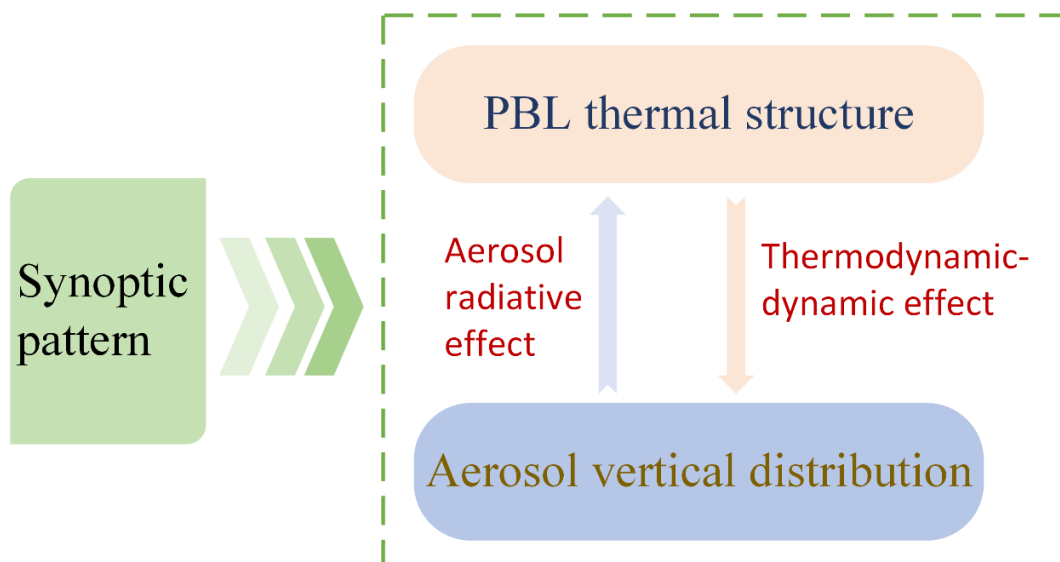 PBL thermal structure
Synoptic
pattern
Aerosol
radiative
effect
Thermodynamic-
dynamic effect
Aerosol vertical distribution